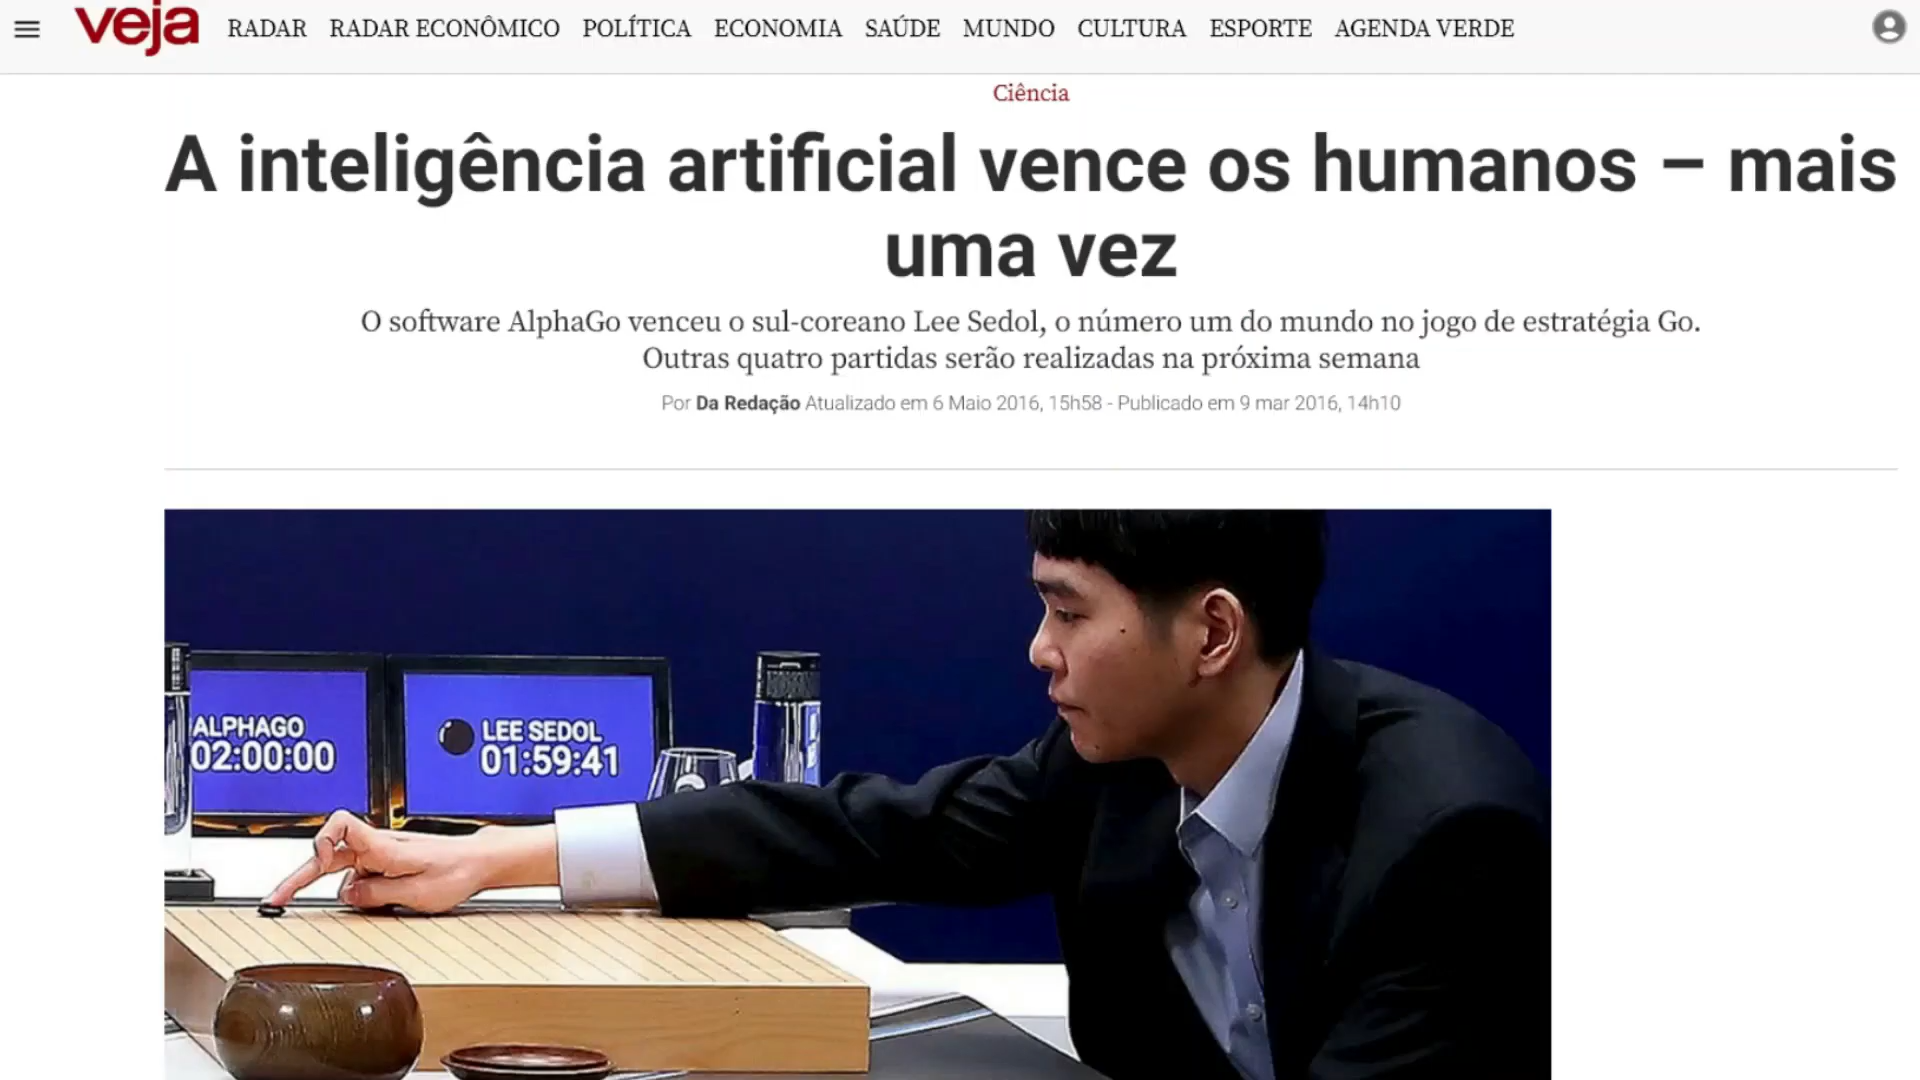 veja RADAR RADAR ECONÔMICO POLÍTICA ECONOMIA SAÚDE MUNDO CULTURA ESPORTE AGENDA VERDE
Ciência
A inteligência artificial vence os humanos – mais
uma vez
O software AlphaGo venceu o sul-coreano Lee Sedol, o número um do mundo no jogo de estratégia Go.
Outras quatro partidas serão realizadas na próxima semana
Por Da Redação Atualizado em 6 Maio 2016, 15h58 - Publicado em 9 mar 2016, 14h10
ALPHAGO
02:00:00
LEE SEDOL
01:59:41